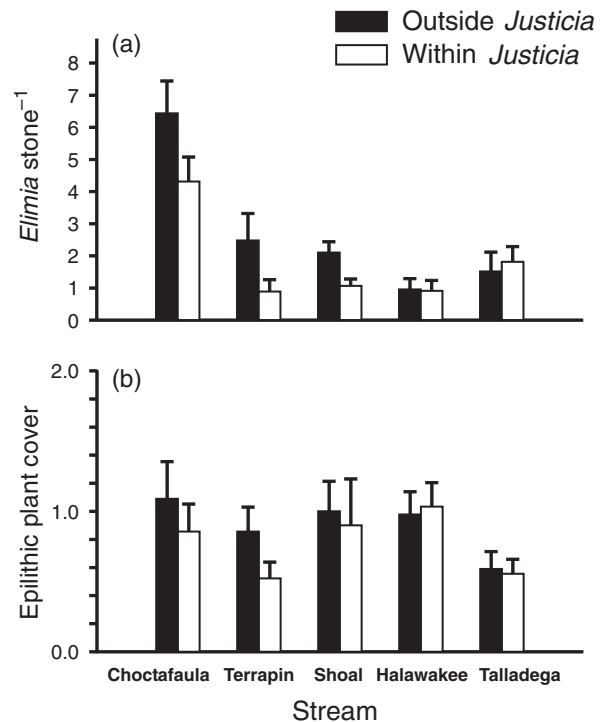 Outside Justicia
Within Justicia
(a)
Elimia stone⁻¹
8
7
6
5
4
3
2
1
0
(b)
Epilithic plant cover
2.0
1.0
0.0
Choctafaula Terrapin Shoal Halawakee Talladega
Stream